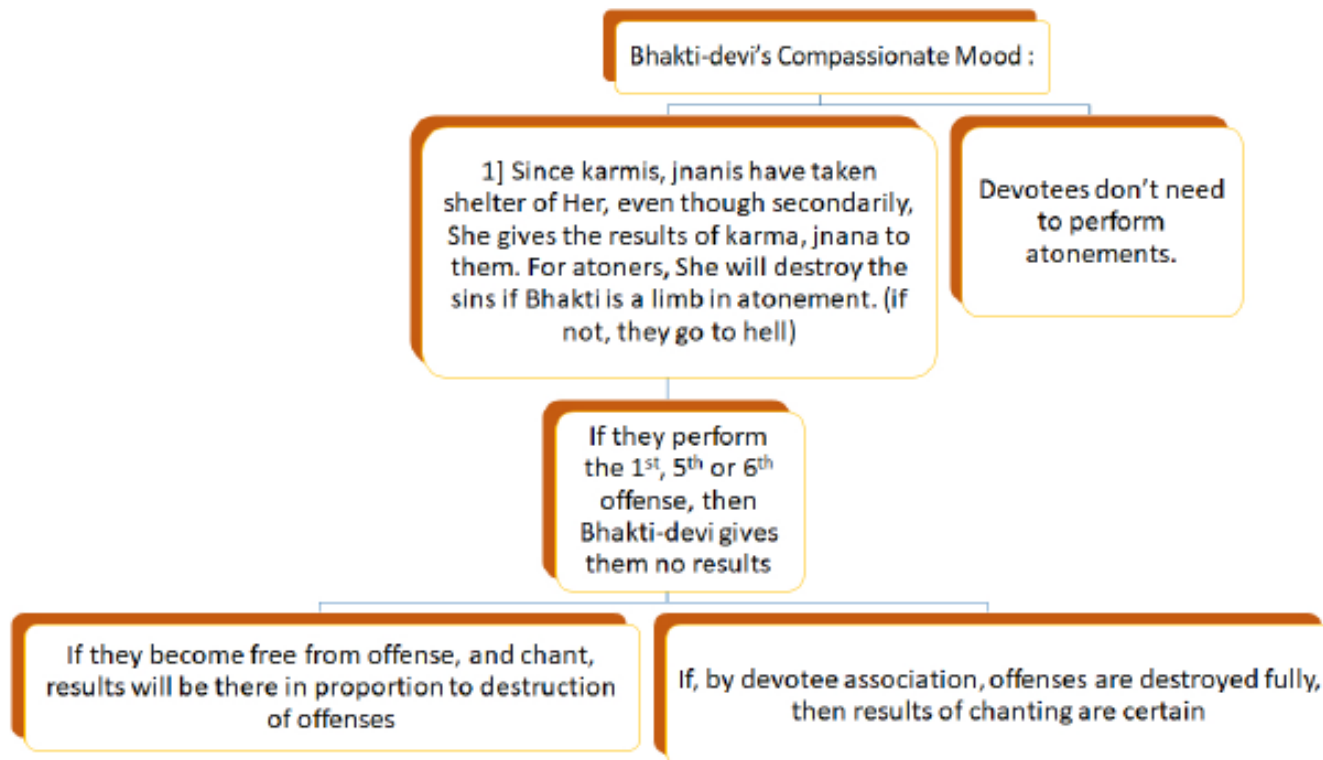 Bhakti-devi's Compassionate Mood :
1] Since karmis, jnanis have taken
shelter of Her, even though secondarily,
She gives the results of karma, jnana to
them. For atoners, She will destroy the
sins if Bhakti is a limb in atonement. (if
not, they go to hell)
Devotees don't need
to perform
atonements.
If they perform
the 1st, 5th or 6th
offense, then
Bhakti-devi gives
them no results
If they become free from offense, and chant,
results will be there in proportion to destruction
of offenses
If, by devotee association, offenses are destroyed fully,
then results of chanting are certain